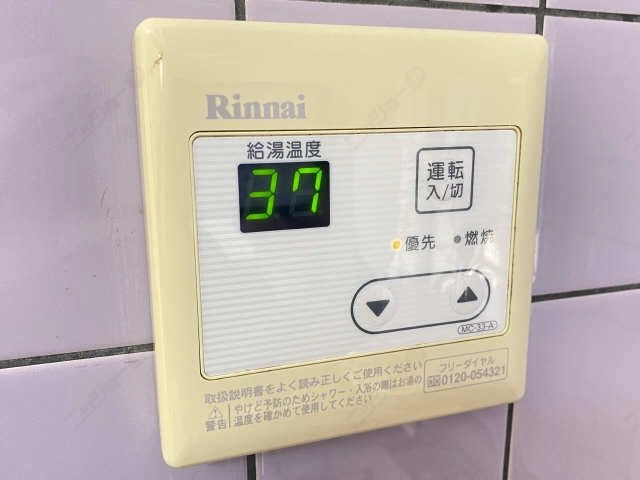 Rinnai
給湯温度
37
運転
入/切
優先 燃焼
MC-33-A
取扱説明書をよく読み正しくご使用ください
フリーダイヤル
0120-054321
警告
やけど予防のためシャワー・入浴の際はお湯の
温度を確かめて使用してください